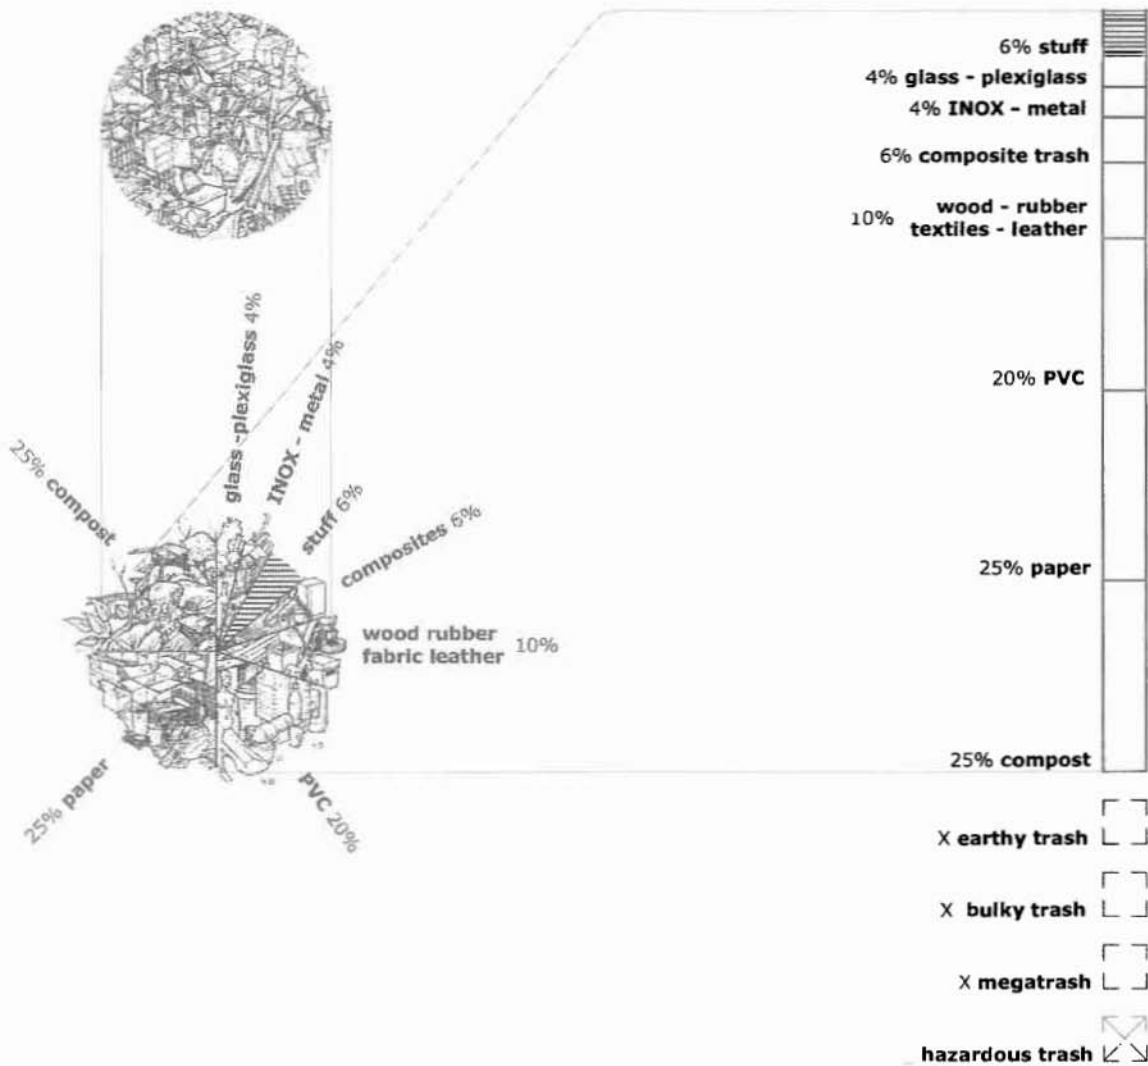 6% stuff
4% glass - plexiglass
4% INOX - metal
6% composite trash
10% wood - rubber
textiles - leather
20% PVC
25% paper
25% compost
X earthy trash
X bulky trash
X megatrash
hazardous trash
25% compost
glass -plexiglass 4%
INOX - metal 4%
stuff 6%
composites 6%
wood rubber
fabric leather 10%
PVC 20%
25% paper